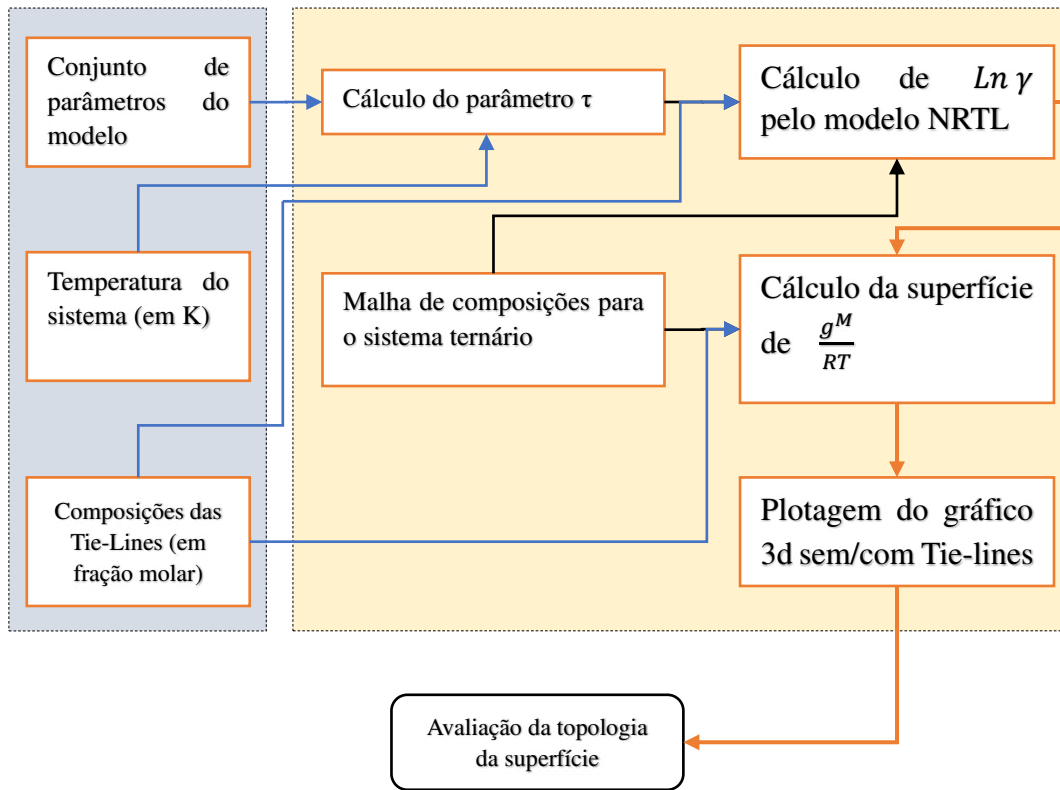 Conjunto de
parâmetros do
modelo
Cálculo do parâmetro τ
Cálculo de Ln γ
pelo modelo NRTL
Temperatura do
sistema (em K)
Malha de composições para
o sistema ternário
Cálculo da superfície
de g^M/RT
Composições das
Tie-Lines (em
fração molar)
Plotagem do gráfico
3d sem/com Tie-lines
Avaliação da topologia
da superfície